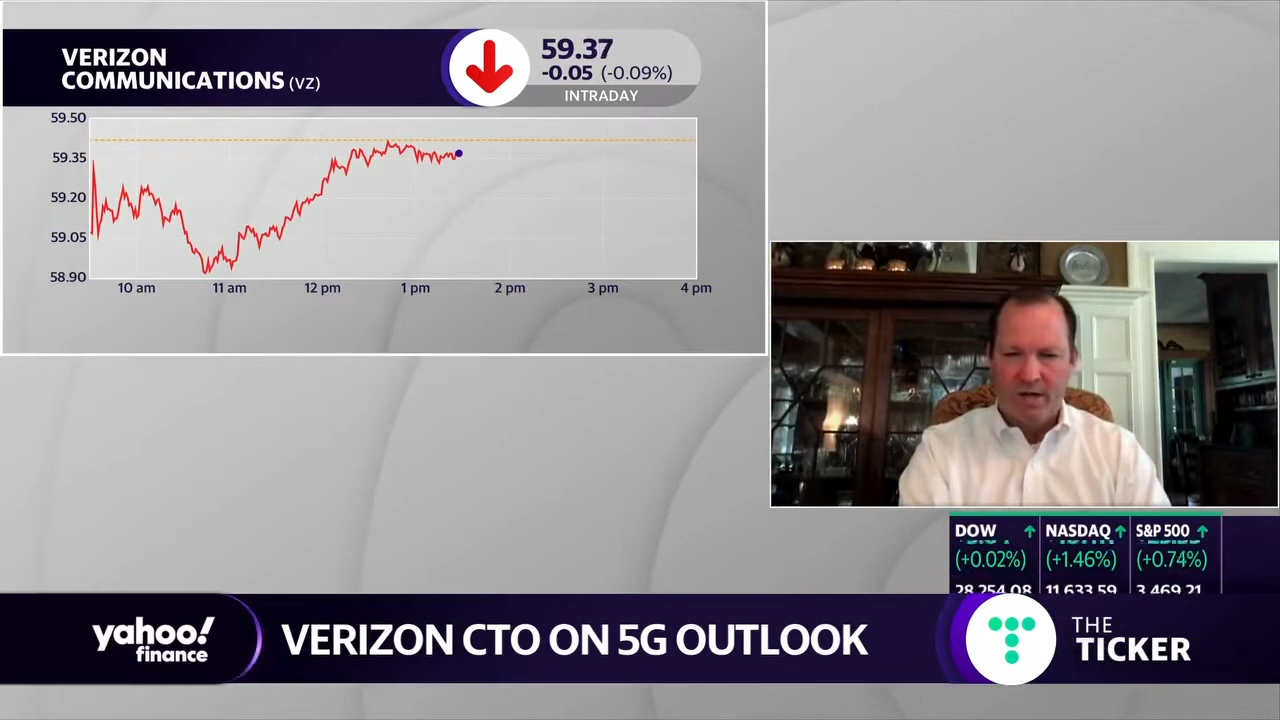 VERIZON
COMMUNICATIONS (VZ)
59.37
-0.05 (-0.09%)
INTRADAY
59.50
59.35
59.20
59.05
58.90
10 am 11 am 12 pm 1 pm 2 pm 3 pm 4 pm
DOW NASDAQ S&P 500
(+0.02%) (+1.46%) (+0.74%)
28,254.08 11,633.59 3,469.21
yahoo!
finance
VERIZON CTO ON 5G OUTLOOK
THE
TICKER